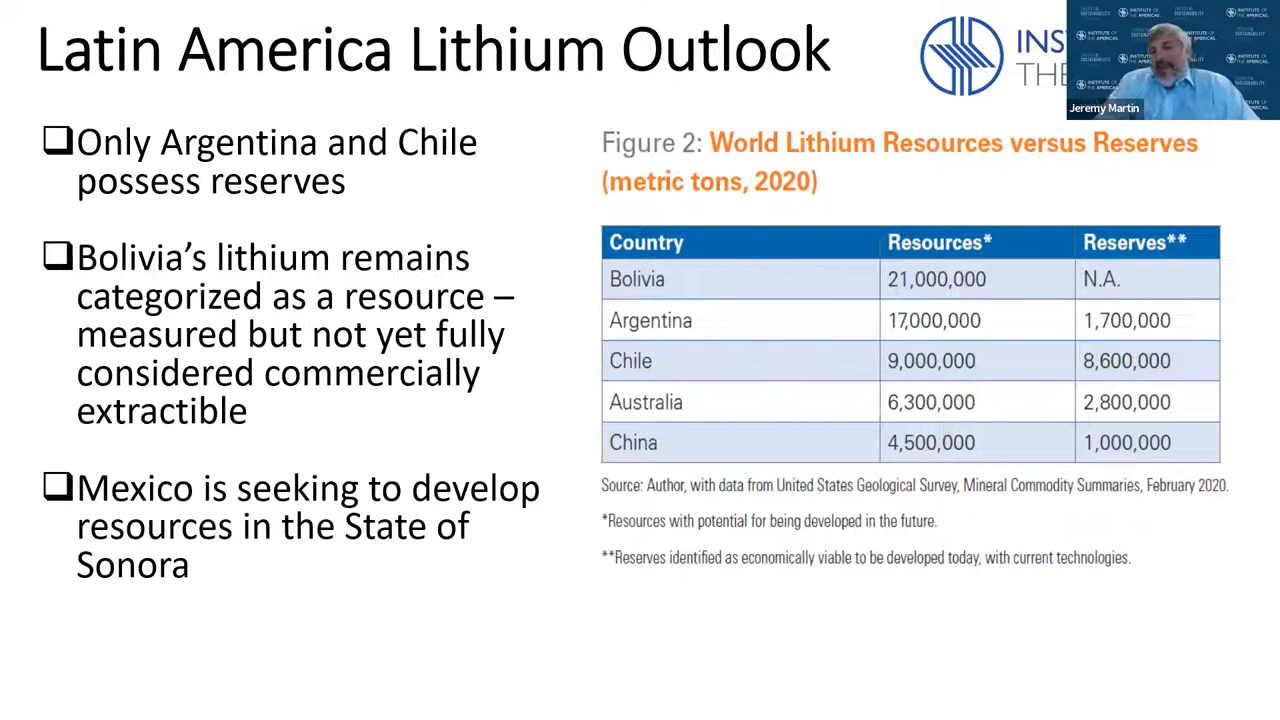 Latin America Lithium Outlook
INS
THE
INSTITUTE OF
THE AMERICAS
Jeremy Martin
Only Argentina and Chile
possess reserves
Bolivia’s lithium remains
categorized as a resource –
measured but not yet fully
considered commercially
extractible
Mexico is seeking to develop
resources in the State of
Sonora
Figure 2: World Lithium Resources versus Reserves
(metric tons, 2020)
Country Resources* Reserves**
Bolivia 21,000,000 N.A.
Argentina 17,000,000 1,700,000
Chile 9,000,000 8,600,000
Australia 6,300,000 2,800,000
China 4,500,000 1,000,000
Source: Author, with data from United States Geological Survey, Mineral Commodity Summaries, February 2020.
*Resources with potential for being developed in the future.
**Reserves identified as economically viable to be developed today, with current technologies.